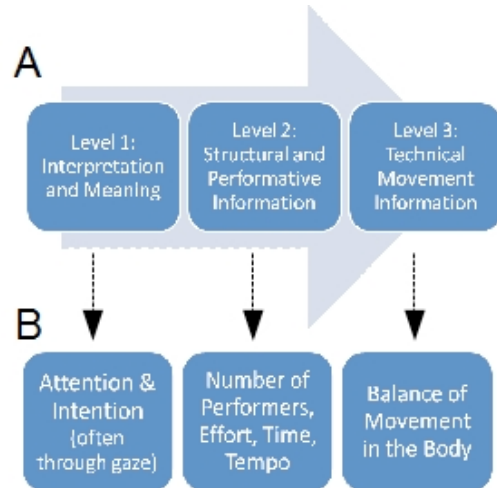 A
Level 1:
Interpretation
and Meaning
Level 2:
Structural and
Performative
Information
Level 3:
Technical
Movement
Information
B
Attention &
Intention
(often
through gaze)
Number of
Performers,
Effort, Time,
Tempo
Balance of
Movement
in the Body